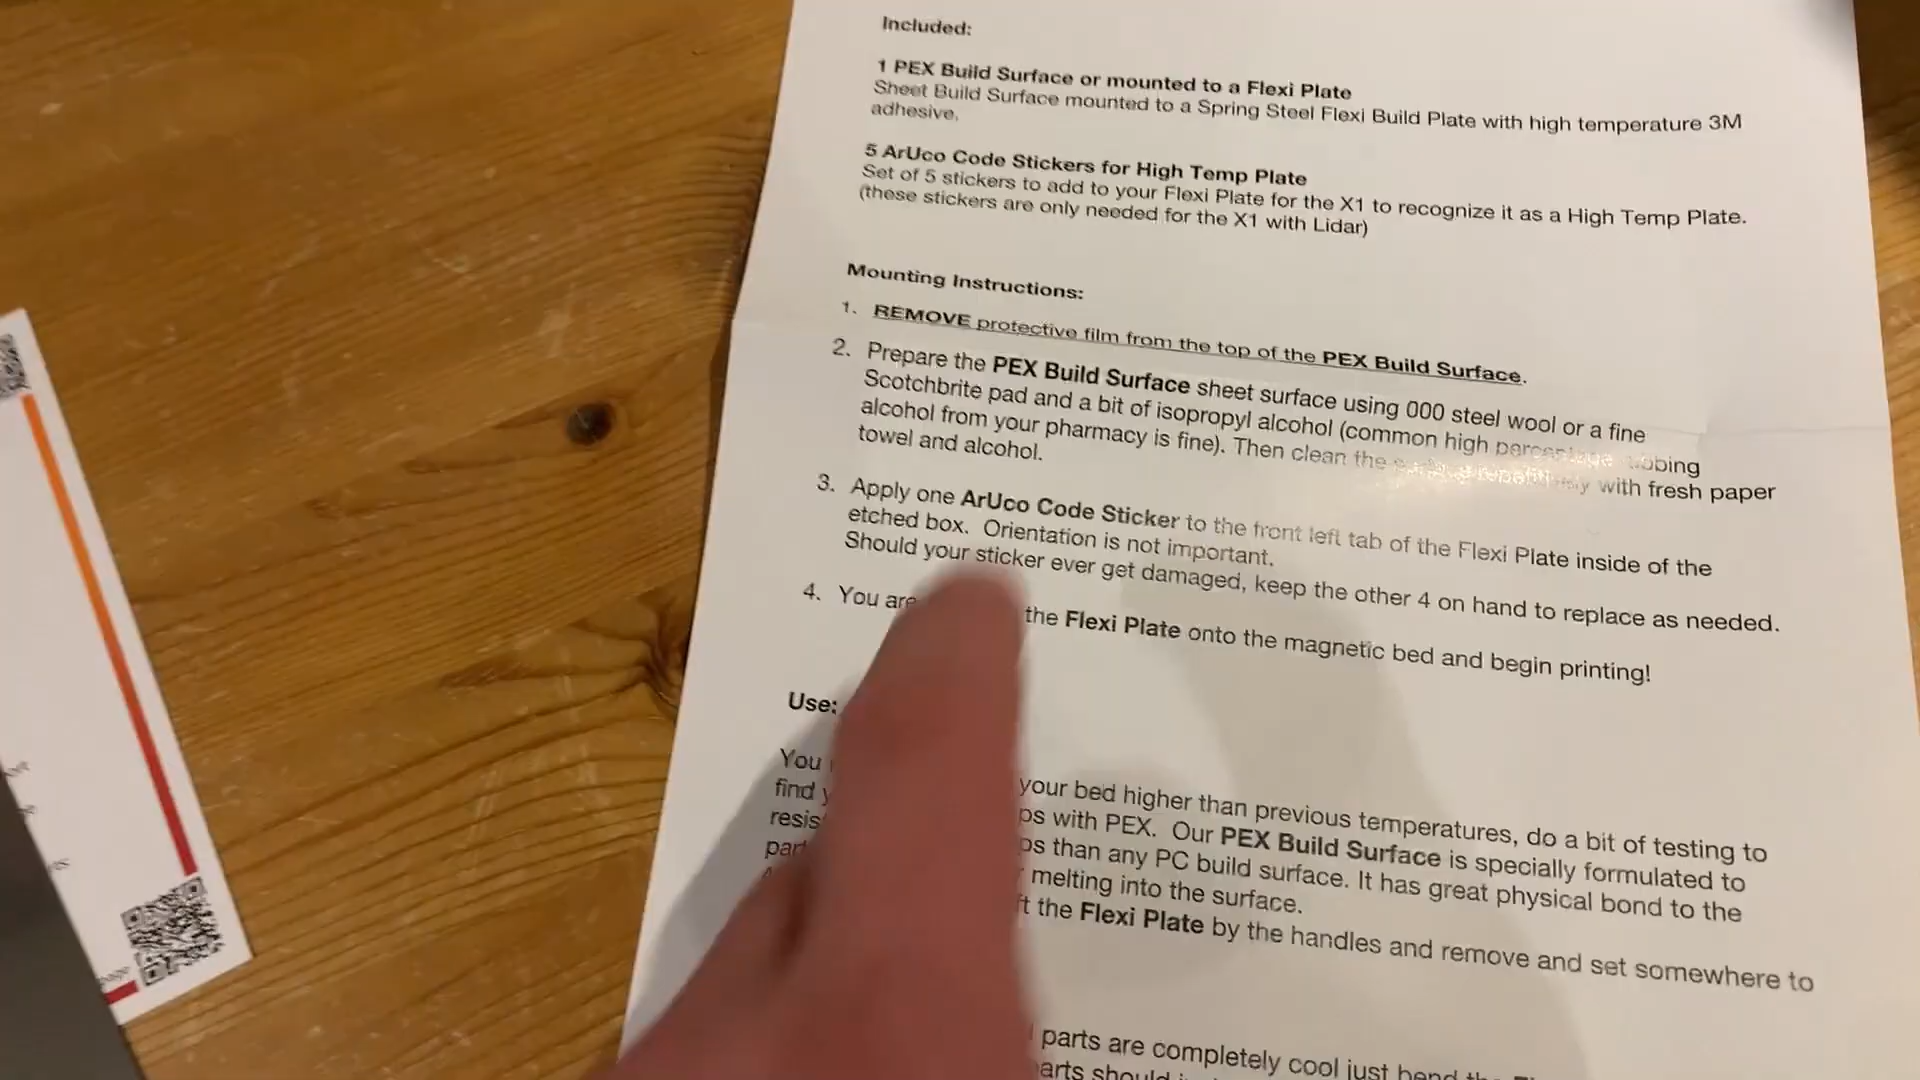 Included:
1 PEX Build Surface or mounted to a Flexi Plate
Sheet Build Surface mounted to a Spring Steel Flexi Build Plate with high temperature 3M
adhesive.
5 ArUco Code Stickers for High Temp Plate
Set of 5 stickers to add to your Flexi Plate for the X1 to recognize it as a High Temp Plate.
(these stickers are only needed for the X1 with Lidar)
Mounting Instructions:
1. REMOVE protective film from the top of the PEX Build Surface.
2. Prepare the PEX Build Surface sheet surface using 000 steel wool or a fine
Scotchbrite pad and a bit of isopropyl alcohol (common high percentage rubbing
alcohol from your pharmacy is fine). Then clean the with fresh paper
towel and alcohol.
3. Apply one ArUco Code Sticker to the front left tab of the Flexi Plate inside of the
etched box. Orientation is not important.
Should your sticker ever get damaged, keep the other 4 on hand to replace as needed.
4. You are the Flexi Plate onto the magnetic bed and begin printing!
Use:
You your bed higher than previous temperatures, do a bit of testing to
find with PEX. Our PEX Build Surface is specially formulated to
than any PC build surface. It has great physical bond to the
melting into the surface.
the Flexi Plate by the handles and remove and set somewhere to
parts are completely cool just bend
should
page